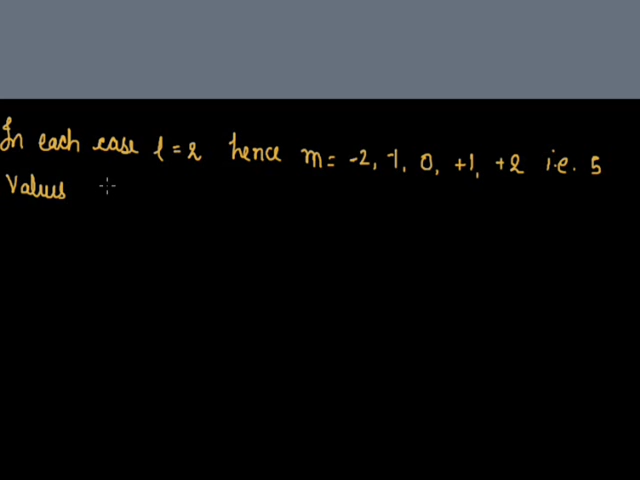 In each case l = 2 hence m = -2, -1, 0, +1, +2 i.e. 5
Values